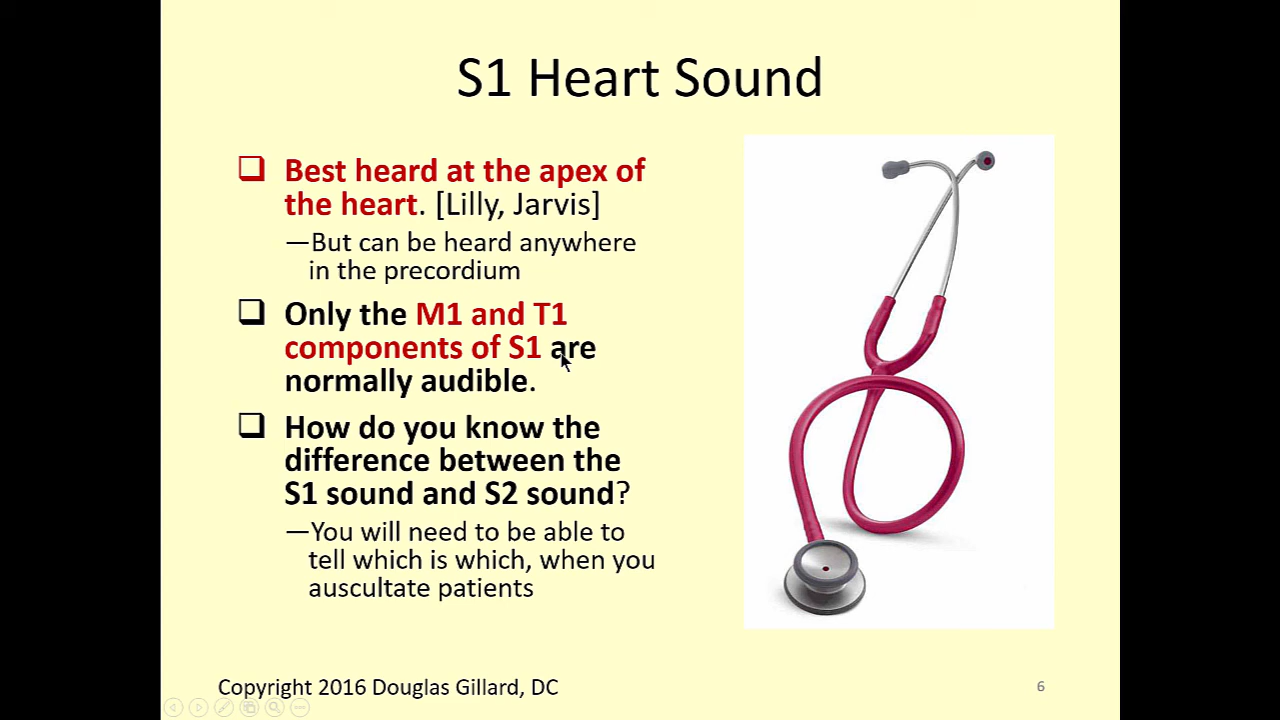 S1 Heart Sound
Best heard at the apex of
the heart. [Lilly, Jarvis]
—But can be heard anywhere
in the precordium
Only the M1 and T1
components of S1 are
normally audible.
How do you know the
difference between the
S1 sound and S2 sound?
—You will need to be able to
tell which is which, when you
auscultate patients
Copyright 2016 Douglas Gillard, DC
6